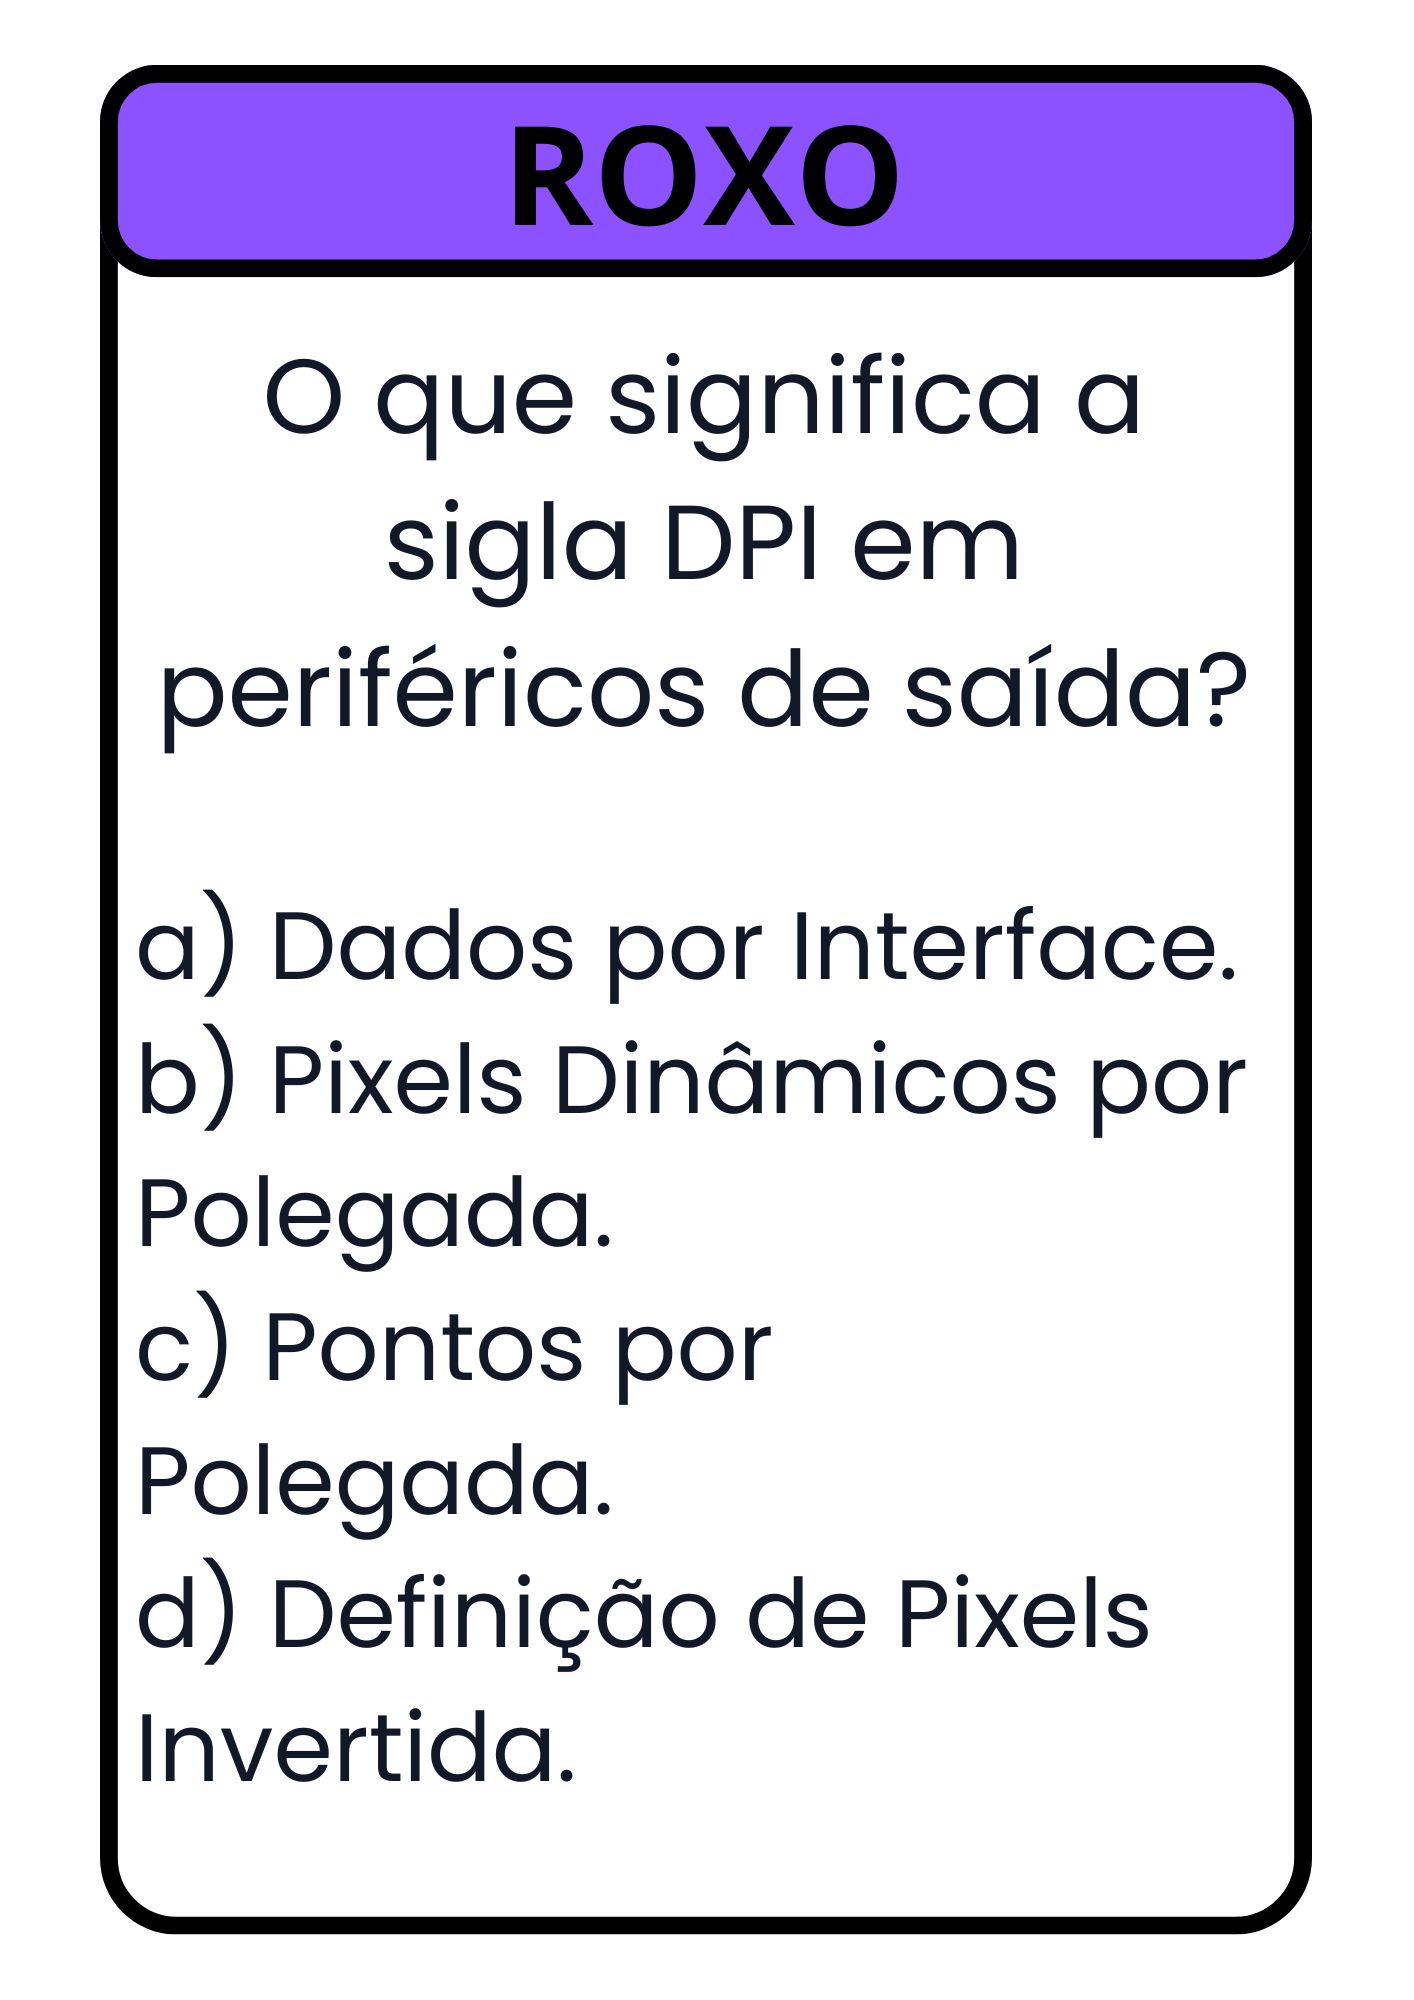 ROXO
O que significa a
sigla DPI em
periféricos de saída?
a) Dados por Interface.
b) Pixels Dinâmicos por
Polegada.
c) Pontos por
Polegada.
d) Definição de Pixels
Invertida.